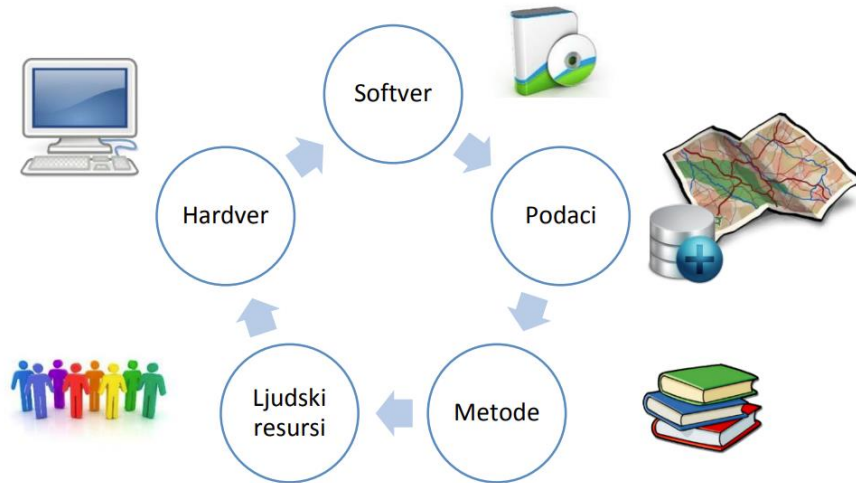 Softver
Hardver
Podaci
Ljudski
resursi
Metode